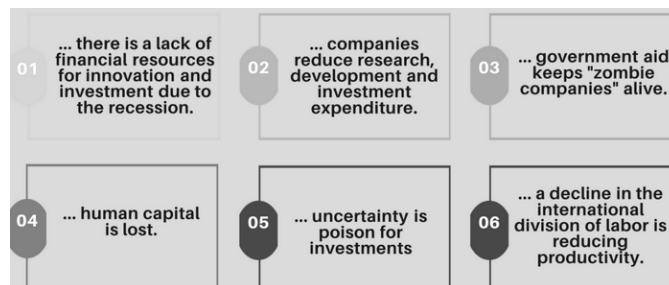 01
... there is a lack of
financial resources
for innovation and
investment due to
the recession.
02
... companies
reduce research,
development and
investment
expenditure.
03
... government aid
keeps "zombie
companies" alive.
04
... human capital
is lost.
05
... uncertainty is
poison for
investments
06
... a decline in the
international
division of labor is
reducing
productivity.